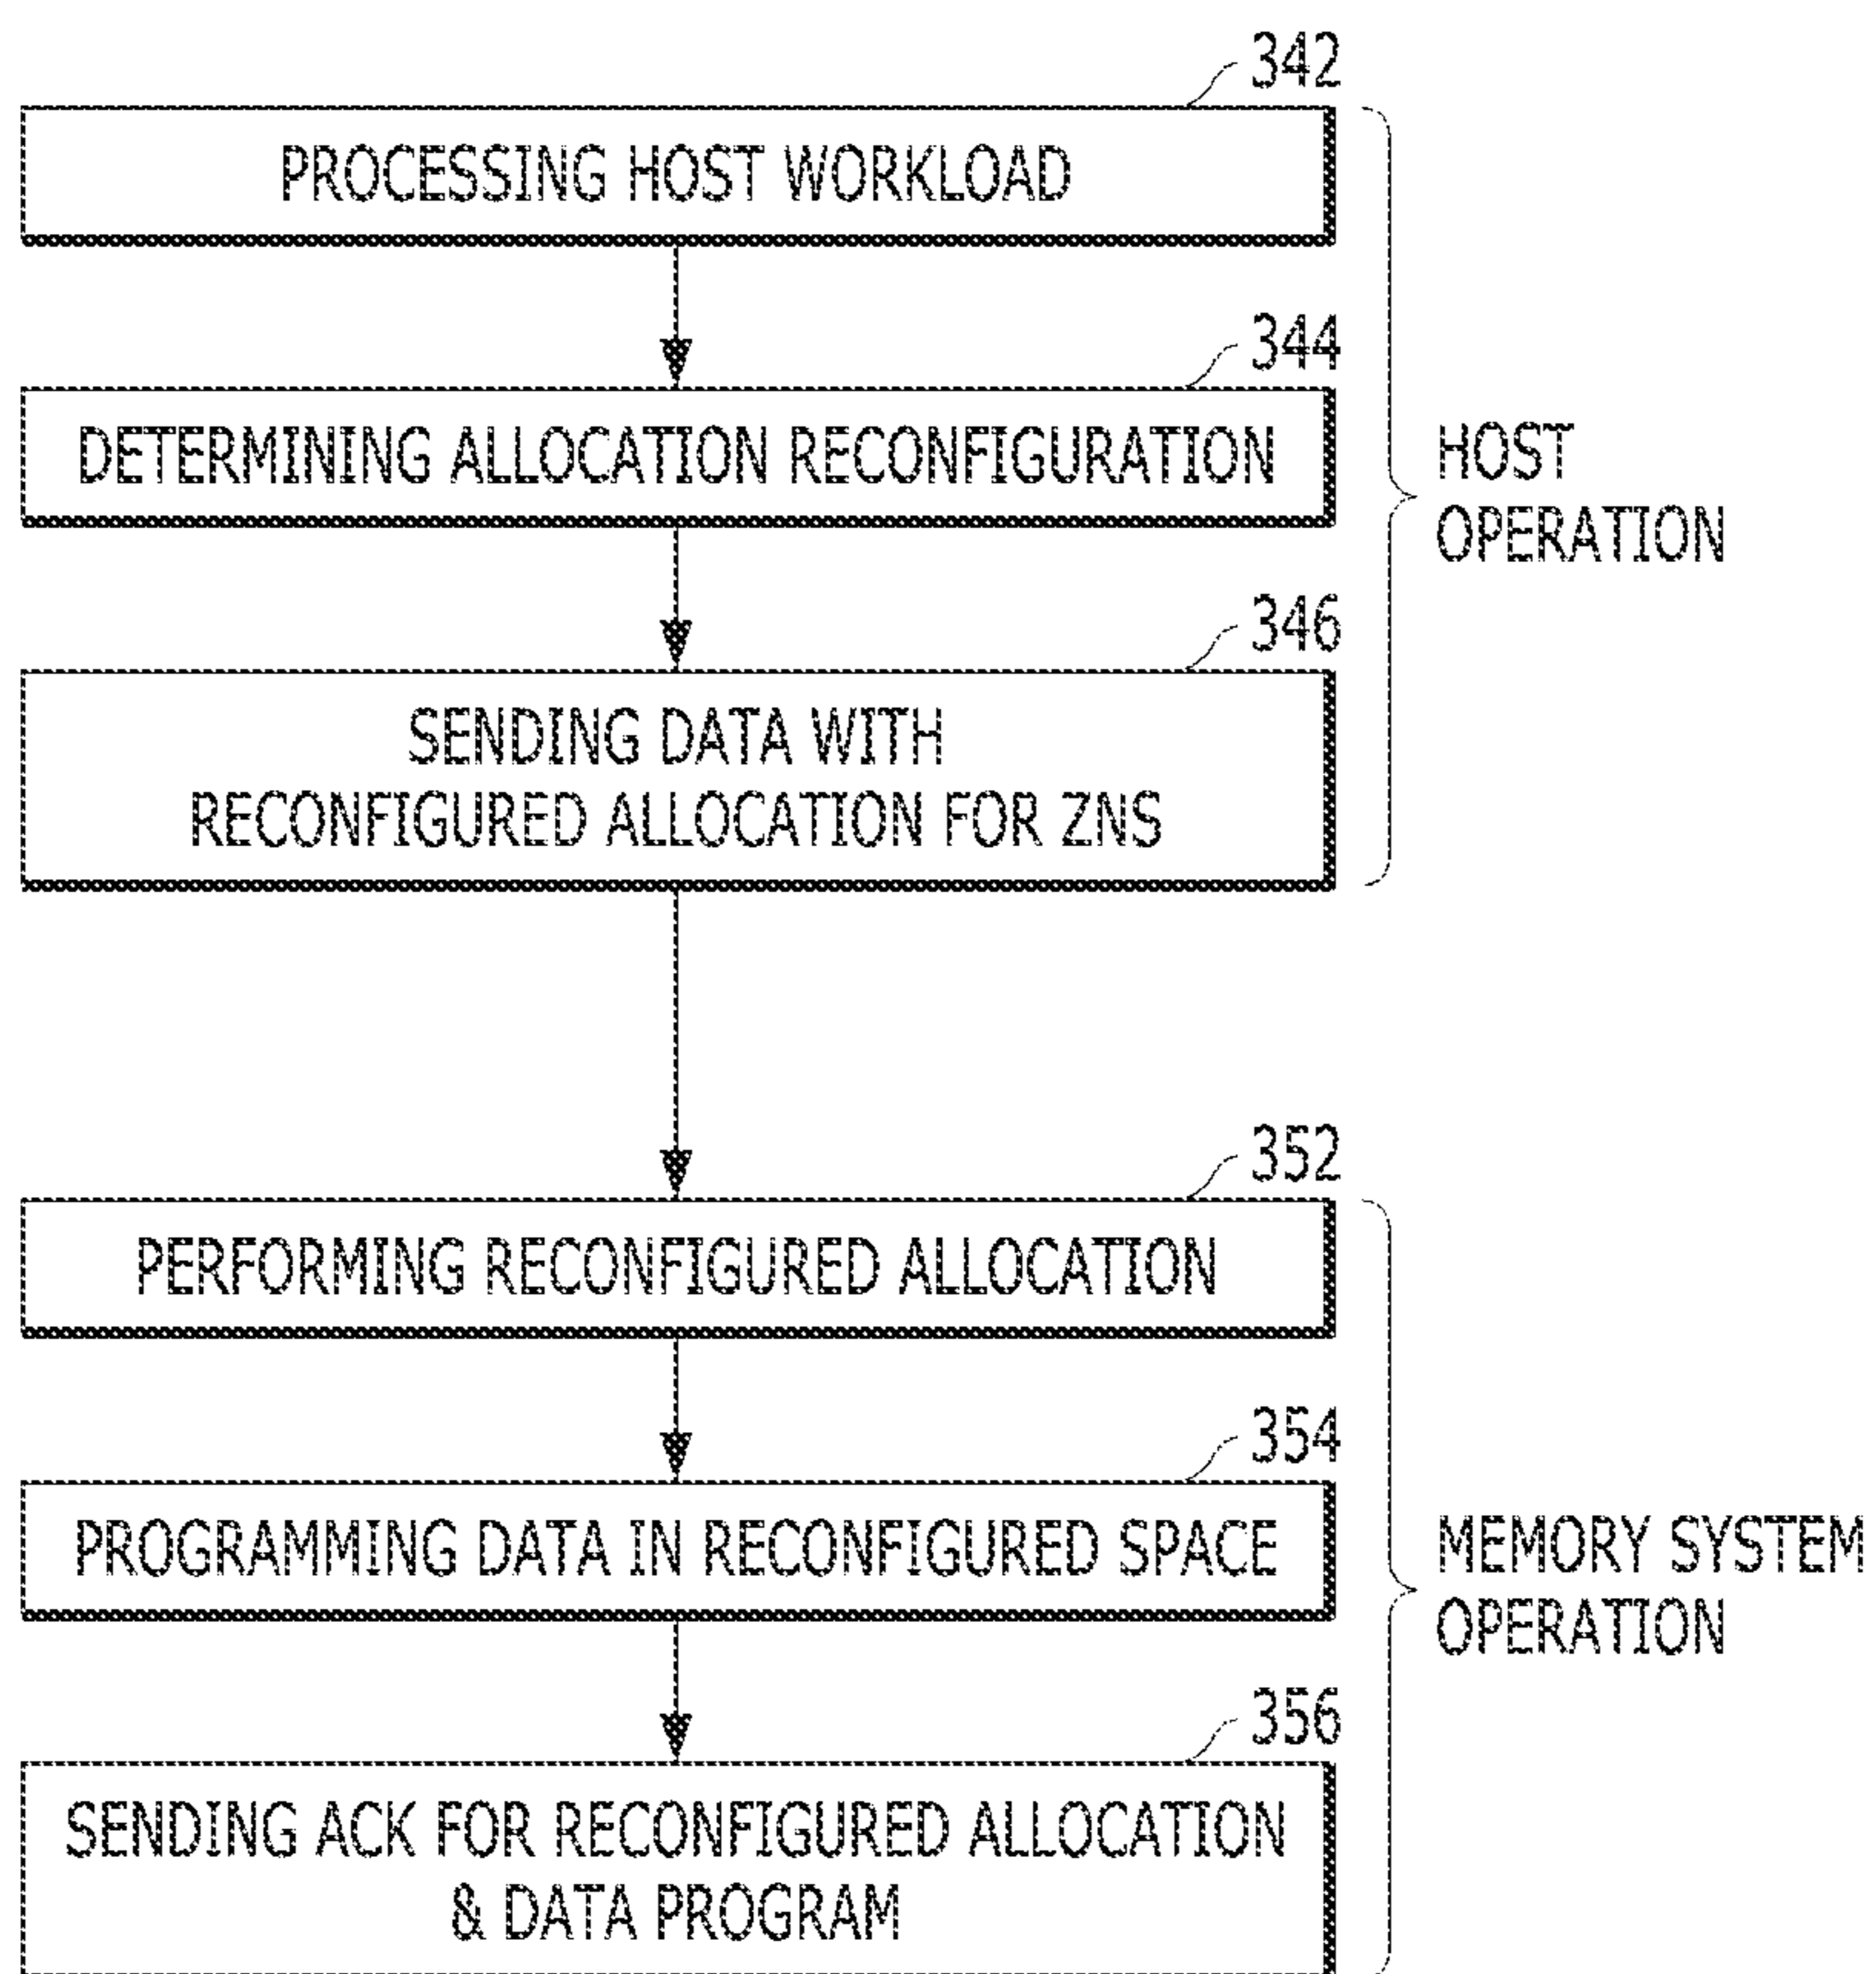 342
PROCESSING HOST WORKLOAD
344
DETERMINING ALLOCATION RECONFIGURATION
HOST
OPERATION
346
SENDING DATA WITH
RECONFIGURED ALLOCATION FOR ZNS
352
PERFORMING RECONFIGURED ALLOCATION
354
PROGRAMMING DATA IN RECONFIGURED SPACE
MEMORY SYSTEM
OPERATION
356
SENDING ACK FOR RECONFIGURED ALLOCATION
& DATA PROGRAM